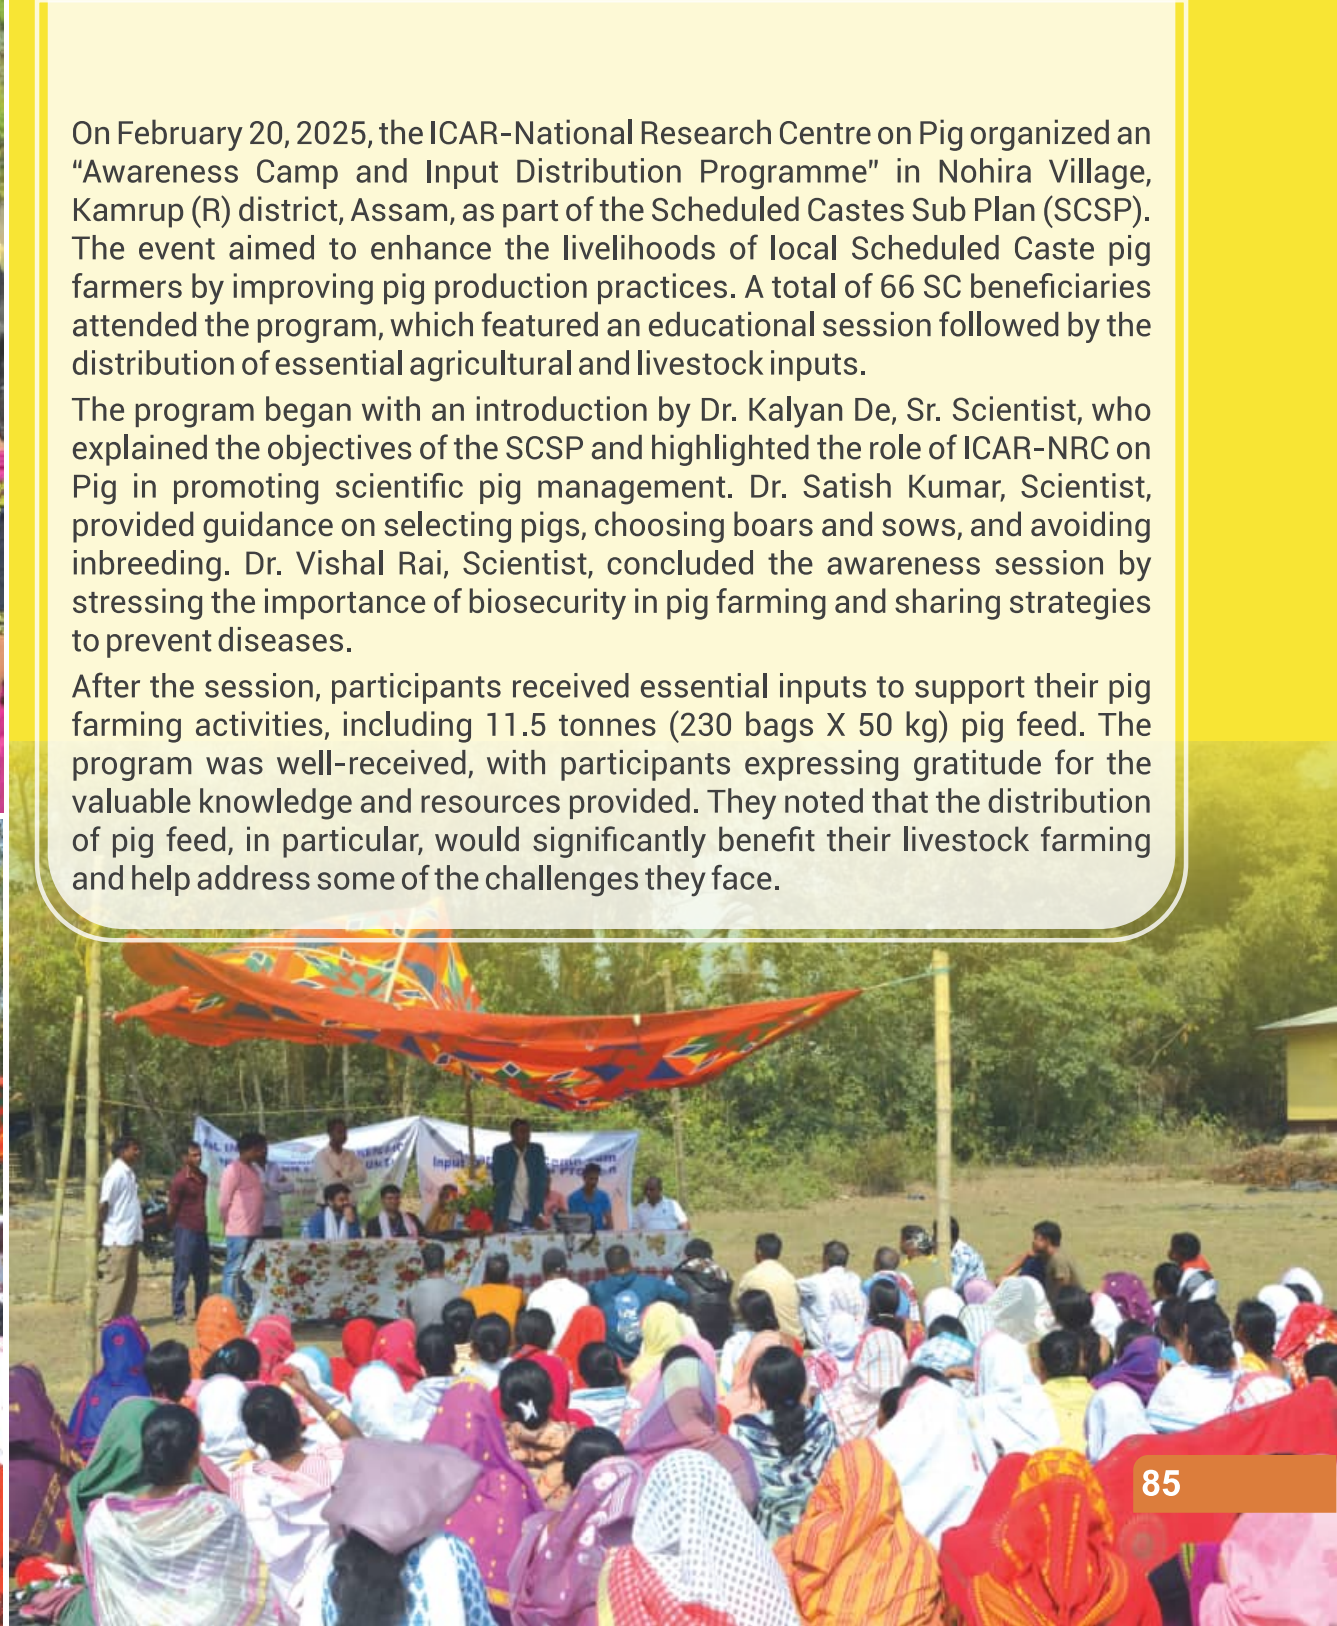 On February 20, 2025, the ICAR-National Research Centre on Pig organized an
“Awareness Camp and Input Distribution Programme" in Nohira Village,
Kamrup (R) district, Assam, as part of the Scheduled Castes Sub Plan (SCSP).
The event aimed to enhance the livelihoods of local Scheduled Caste pig
farmers by improving pig production practices. A total of 66 SC beneficiaries
attended the program, which featured an educational session followed by the
distribution of essential agricultural and livestock inputs.
The program began with an introduction by Dr. Kalyan De, Sr. Scientist, who
explained the objectives of the SCSP and highlighted the role of ICAR-NRC on
Pig in promoting scientific pig management. Dr. Satish Kumar, Scientist,
provided guidance on selecting pigs, choosing boars and sows, and avoiding
inbreeding. Dr. Vishal Rai, Scientist, concluded the awareness session by
stressing the importance of biosecurity in pig farming and sharing strategies
to prevent diseases.
After the session, participants received essential inputs to support their pig
farming activities, including 11.5 tonnes (230 bags X 50 kg) pig feed. The
program was well-received, with participants expressing gratitude for the
valuable knowledge and resources provided. They noted that the distribution
of pig feed, in particular, would significantly benefit their livestock farming
and help address some of the challenges they face.
Input
85